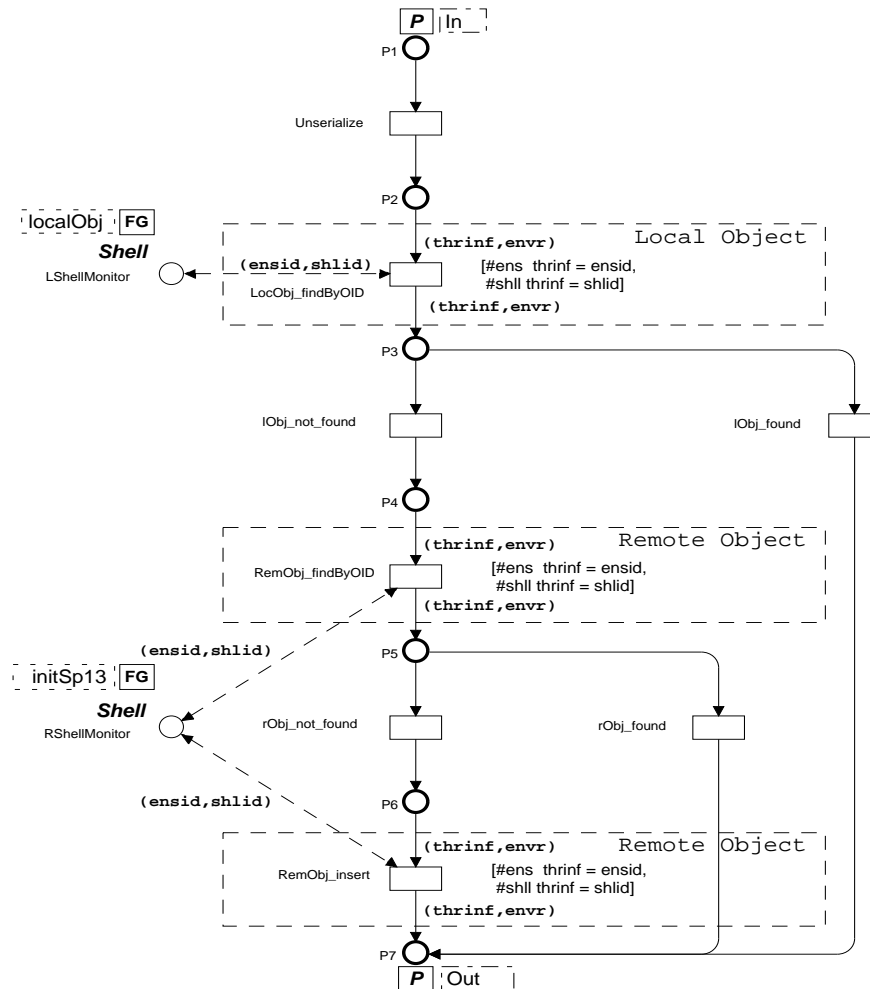 P In
P1
Unserialize
P2
localObj FG
Shell
LShellMonitor
Local Object
(thrinf,envr)
(ensid,shlid)
[#ens thrinf = ensid,
#shll thrinf = shlid]
LocObj_findByOID
(thrinf,envr)
P3
lObj_not_found
lObj_found
P4
Remote Object
(thrinf,envr)
RemObj_findByOID
[#ens thrinf = ensid,
#shll thrinf = shlid]
(thrinf,envr)
(ensid,shlid)
P5
initSp13 FG
Shell
RShellMonitor
rObj_not_found
rObj_found
(ensid,shlid)
P6
Remote Object
(thrinf,envr)
RemObj_insert
[#ens thrinf = ensid,
#shll thrinf = shlid]
(thrinf,envr)
P7
P Out